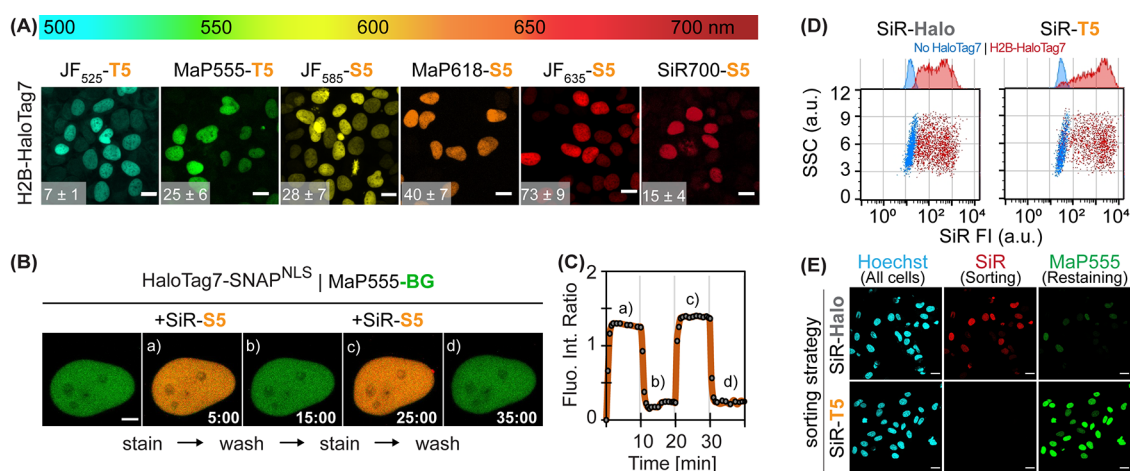 (A)
500 550 600 650 700 nm
JF525-T5 MaP555-T5 JF585-S5 MaP618-S5 JF635-S5 SiR700-S5
H2B-HaloTag7
7 ± 1 25 ± 6 28 ± 7 40 ± 7 73 ± 9 15 ± 4
(B)
HaloTag7-SNAPNLS | MaP555-BG
+SiR-S5 +SiR-S5
a) b) c) d)
5:00 15:00 25:00 35:00
stain → wash → stain → wash
(C)
Fluo. Int. Ratio
2
1
0
a) b) c) d)
10 20 30
Time [min]
(D)
SiR-Halo SiR-T5
No HaloTag7 | H2B-HaloTag7
SSC (a.u.)
12
9
6
3
0
10⁰ 10² 10⁴ 10⁰ 10² 10⁴
SiR FI (a.u.)
(E)
Hoechst SiR MaP555
(All cells) (Sorting) (Restaining)
sorting strategy
SiR-Halo
SiR-T5